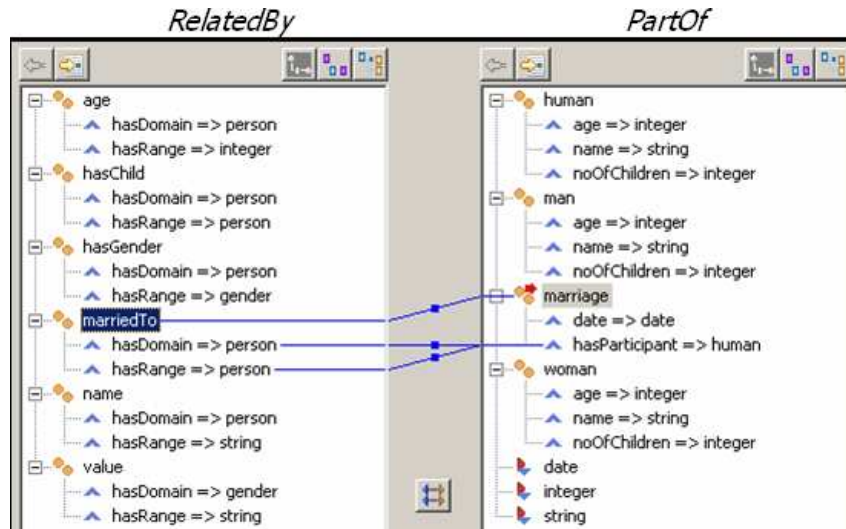 RelatedBy
PartOf
age
hasDomain => person
hasRange => integer
hasChild
hasDomain => person
hasRange => person
hasGender
hasDomain => person
hasRange => gender
marriedTo
hasDomain => person
hasRange => person
name
hasDomain => person
hasRange => string
value
hasDomain => gender
hasRange => string
human
age => integer
name => string
noOfChildren => integer
man
age => integer
name => string
noOfChildren => integer
marriage
date => date
hasParticipant => human
woman
age => integer
name => string
noOfChildren => integer
date
integer
string